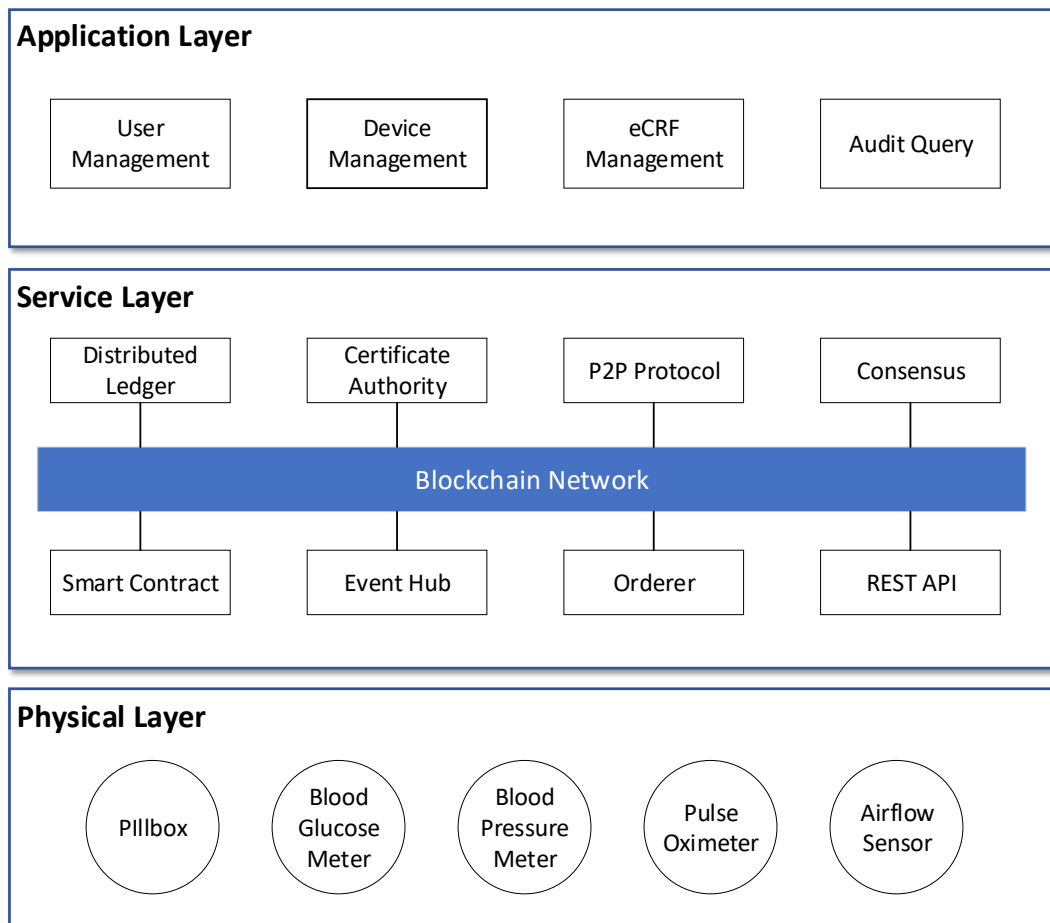 Application Layer
User
Management
Device
Management
eCRF
Management
Audit Query
Service Layer
Distributed
Ledger
Certificate
Authority
P2P Protocol
Consensus
Blockchain Network
Smart Contract
Event Hub
Orderer
REST API
Physical Layer
PIllbox
Blood
Glucose
Meter
Blood
Pressure
Meter
Pulse
Oximeter
Airflow
Sensor